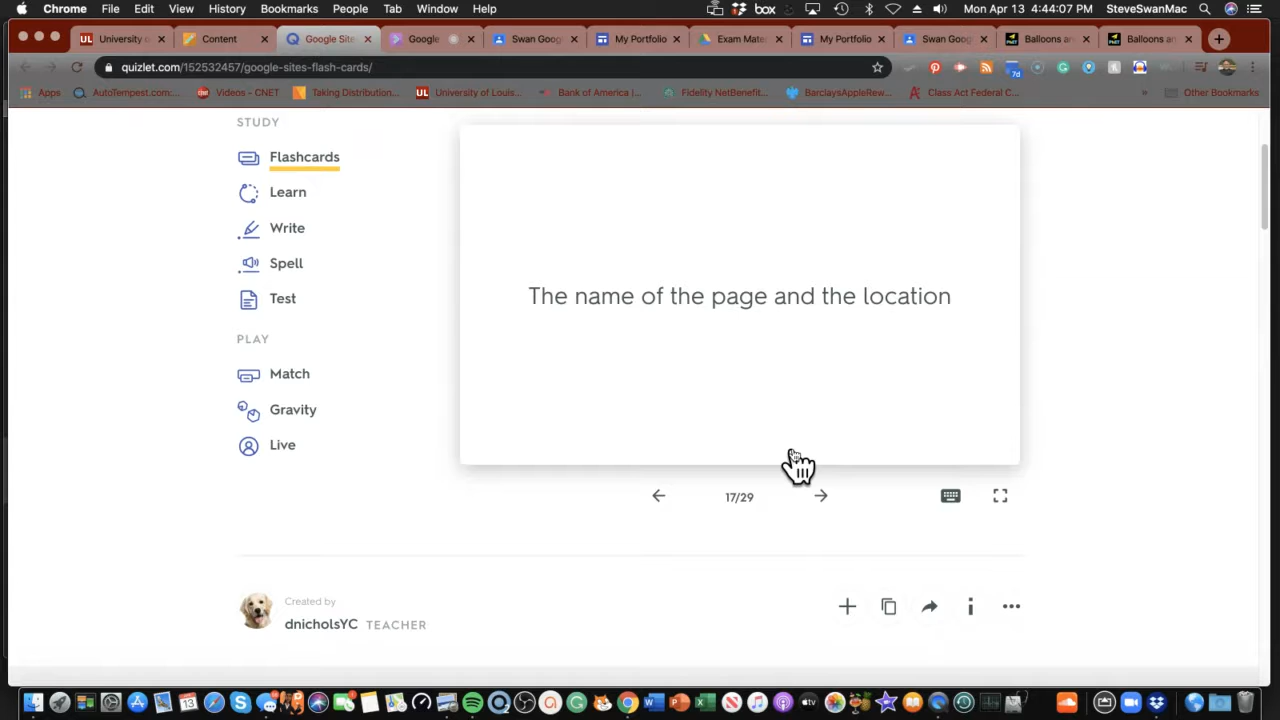 Chrome File Edit View History Bookmarks People Tab Window Help box Mon Apr 13 4:44:07 PM SteveSwanMac
University o Content Google Site Google Swan Goog My Portfolio Exam Mate My Portfolio Swan Goog Balloons an Balloons an
quizlet.com/152532457/google-sites-flash-cards/ 7d
Apps AutoTempest.com:... Videos - CNET Taking Distribution... University of Louis... Bank of America |... Fidelity NetBenefit... BarclaysAppleRew... Class Act Federal C... » Other Bookmarks
STUDY
Flashcards
Learn
Write
Spell
Test
PLAY
Match
Gravity
Live
The name of the page and the location
17/29
Created by
dnicholsYC TEACHER